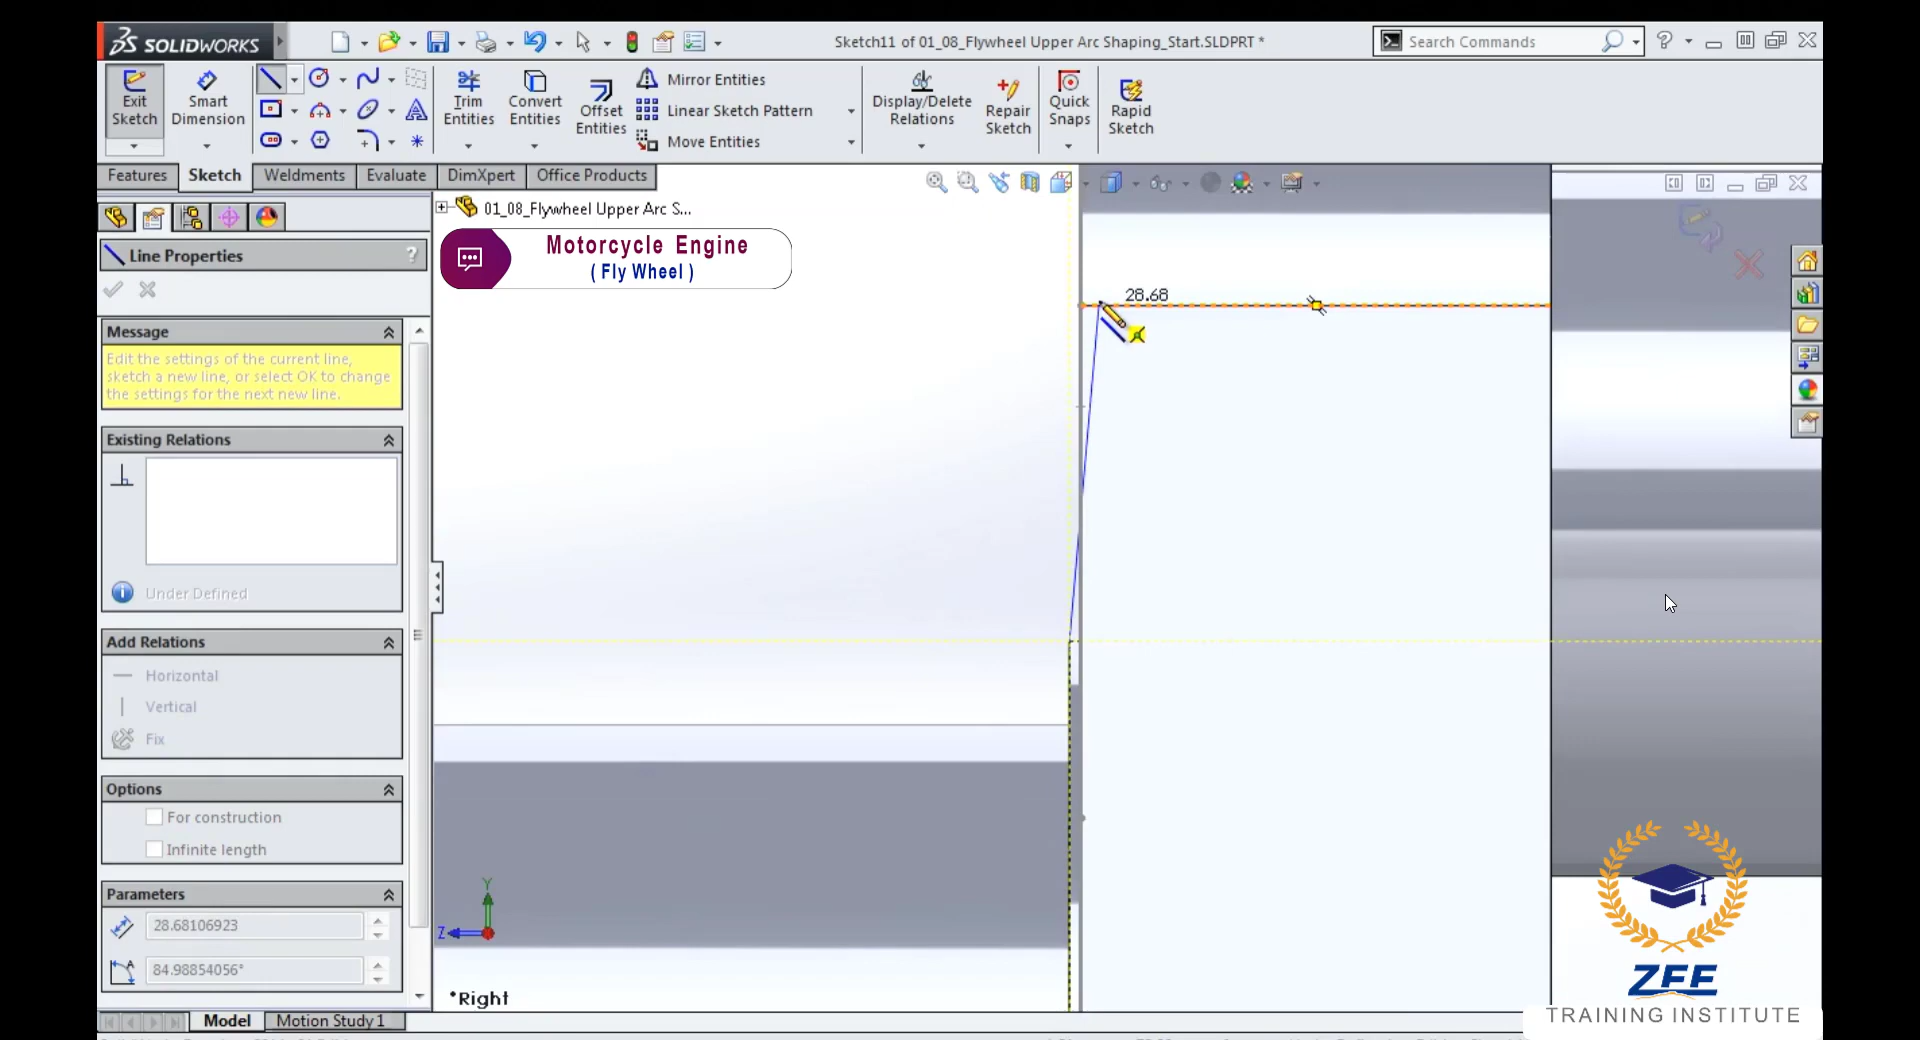 SOLIDWORKS
Sketch11 of 01_08_Flywheel Upper Arc Shaping_Start.SLDPRT *
Search Commands
Exit Sketch
Smart Dimension
Trim Entities
Convert Entities
Offset Entities
Mirror Entities
Linear Sketch Pattern
Move Entities
Display/Delete Relations
Repair Sketch
Quick Snaps
Rapid Sketch
Features
Sketch
Weldments
Evaluate
DimXpert
Office Products
01_08_Flywheel Upper Arc S...
Motorcycle Engine
( Fly Wheel )
Line Properties
?
Message
Edit the settings of the current line,
sketch a new line, or select OK to change
the settings for the next new line.
Existing Relations
Under Defined
Add Relations
Horizontal
Vertical
Fix
Options
For construction
Infinite length
Parameters
28.68106923
84.98854056°
28.68
Y
Z
*Right
Model
Motion Study 1
ZFE
TRAINING INSTITUTE